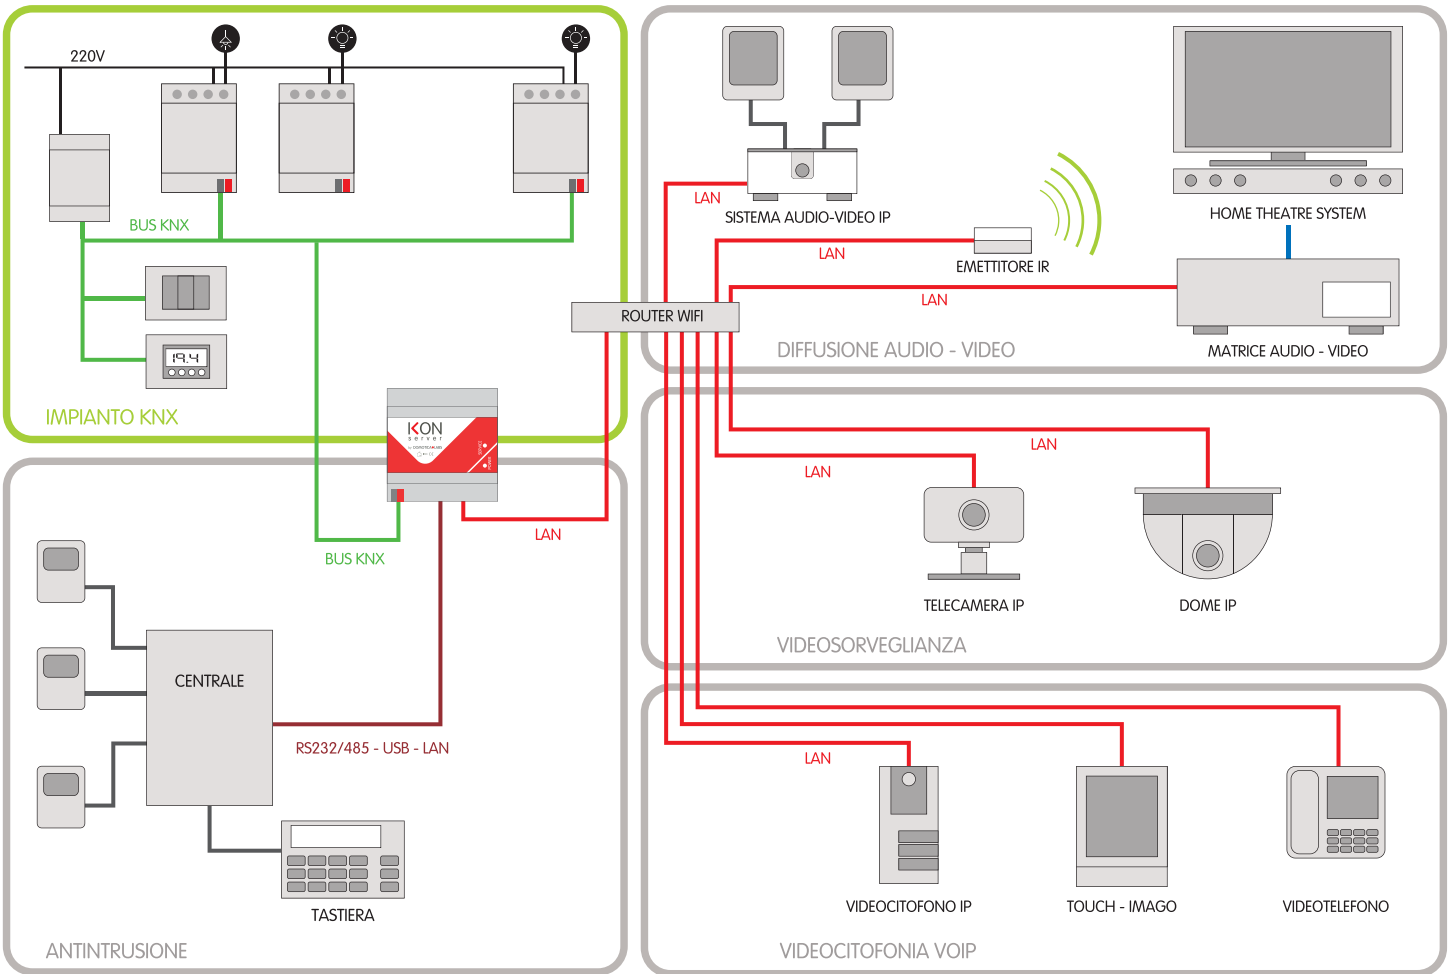 220V
BUS KNX
19.4
IMPIANTO KNX
IKON
server
LAN
BUS KNX
CENTRALE
RS232/485 - USB - LAN
TASTIERA
ANTINTRUSIONE
ROUTER WIFI
LAN
SISTEMA AUDIO-VIDEO IP
LAN
EMETTITORE IR
LAN
HOME THEATRE SYSTEM
MATRICE AUDIO - VIDEO
DIFFUSIONE AUDIO - VIDEO
LAN
LAN
TELECAMERA IP
DOME IP
VIDEOSORVEGLIANZA
LAN
VIDEOCITOFONO IP
TOUCH - IMAGO
VIDEOTELEFONO
VIDEOCITOFONIA VOIP